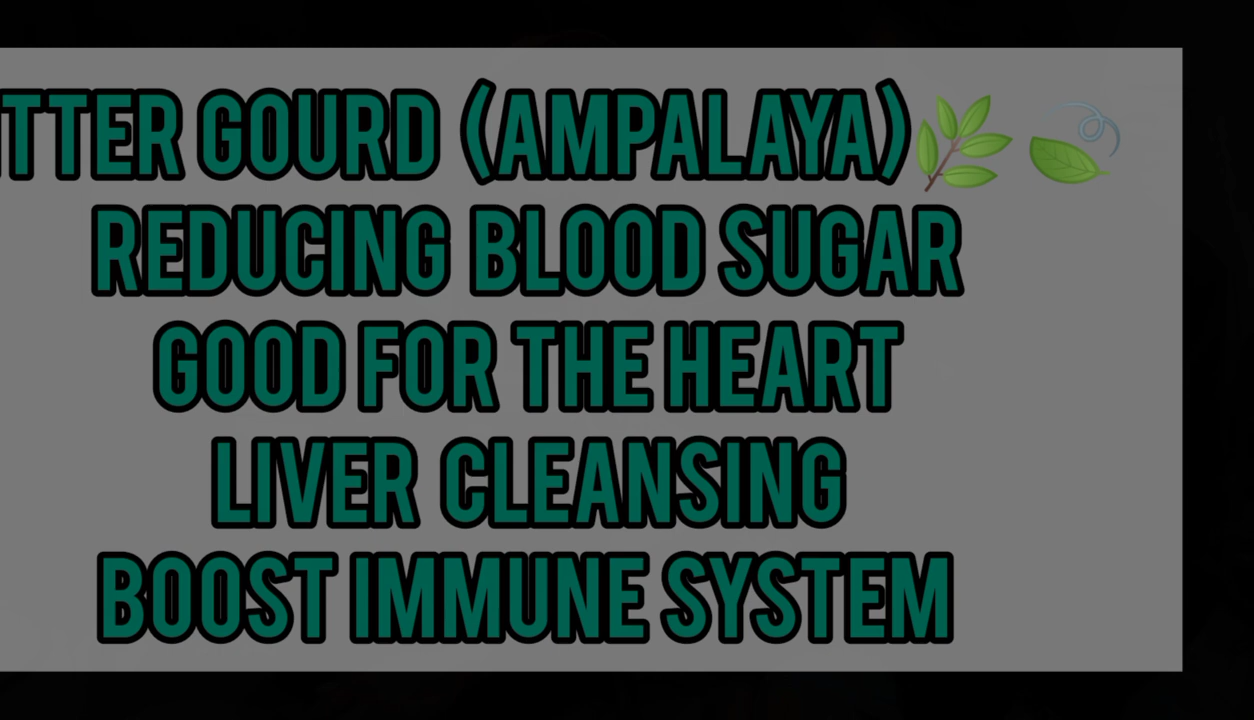 TTER GOURD (AMPALAYA)🌿 🍃
REDUCING BLOOD SUGAR
GOOD FOR THE HEART
LIVER CLEANSING
BOOST IMMUNE SYSTEM